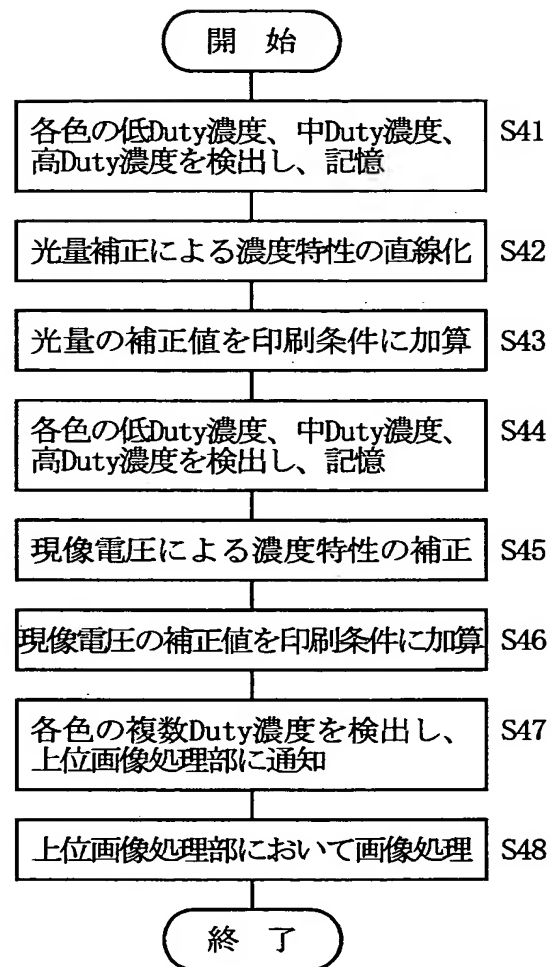 開 始
各色の低Duty濃度、中Duty濃度、 S41
高Duty濃度を検出し、記憶
光量補正による濃度特性の直線化 S42
光量の補正値を印刷条件に加算 S43
各色の低Duty濃度、中Duty濃度、 S44
高Duty濃度を検出し、記憶
現像電圧による濃度特性の補正 S45
現像電圧の補正値を印刷条件に加算 S46
各色の複数Duty濃度を検出し、 S47
上位画像処理部に通知
上位画像処理部において画像処理 S48
終 了